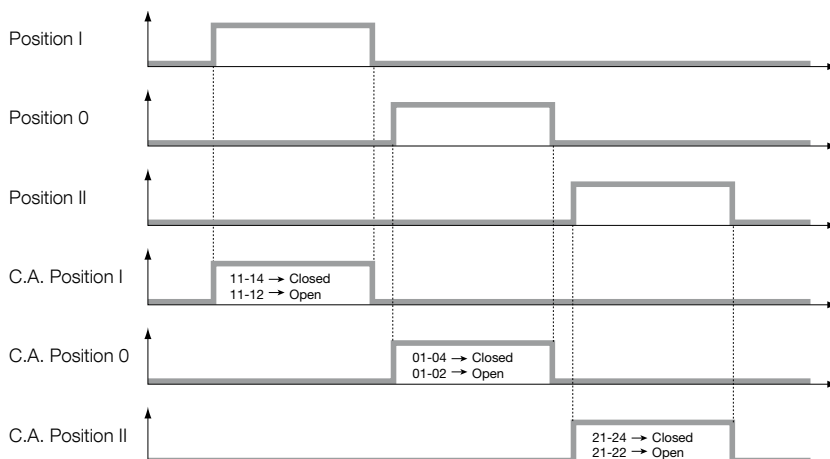 Position I
Position 0
Position II
C.A. Position I
11-14 → Closed
11-12 → Open
C.A. Position 0
01-04 → Closed
01-02 → Open
C.A. Position II
21-24 → Closed
21-22 → Open